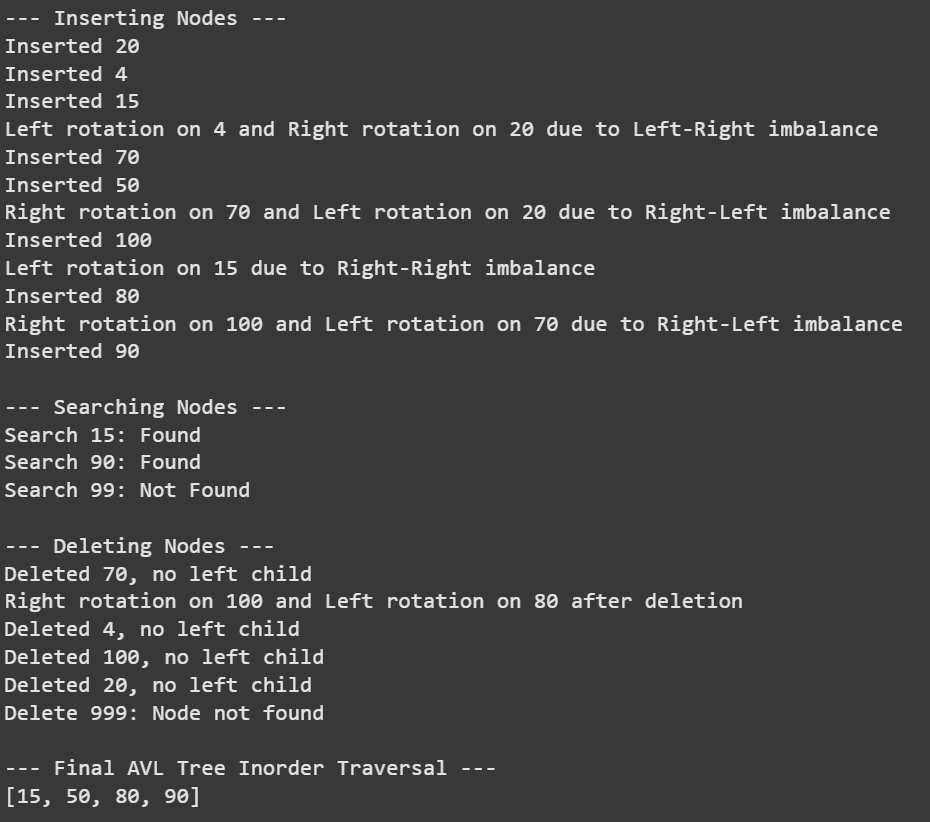 --- Inserting Nodes ---
Inserted 20
Inserted 4
Inserted 15
Left rotation on 4 and Right rotation on 20 due to Left-Right imbalance
Inserted 70
Inserted 50
Right rotation on 70 and Left rotation on 20 due to Right-Left imbalance
Inserted 100
Left rotation on 15 due to Right-Right imbalance
Inserted 80
Right rotation on 100 and Left rotation on 70 due to Right-Left imbalance
Inserted 90

--- Searching Nodes ---
Search 15: Found
Search 90: Found
Search 99: Not Found

--- Deleting Nodes ---
Deleted 70, no left child
Right rotation on 100 and Left rotation on 80 after deletion
Deleted 4, no left child
Deleted 100, no left child
Deleted 20, no left child
Delete 999: Node not found

--- Final AVL Tree Inorder Traversal ---
[15, 50, 80, 90]